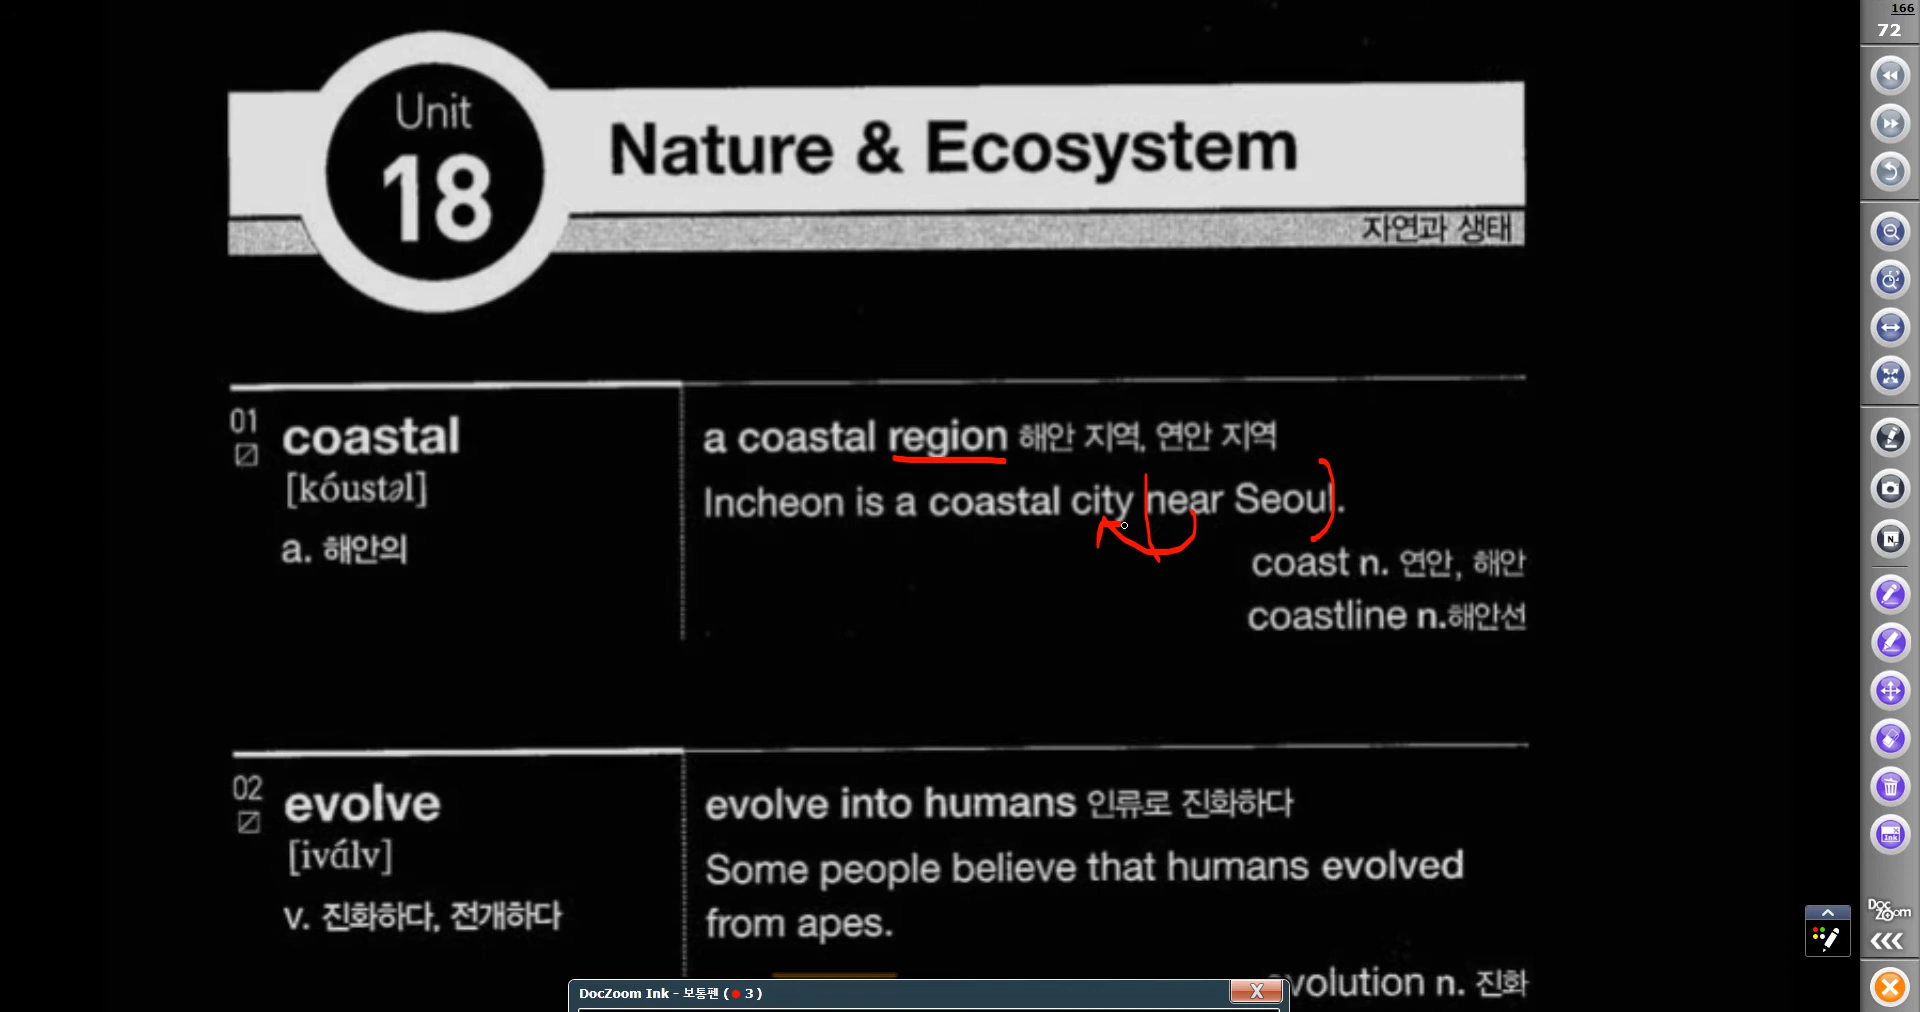 166
72
Unit
18
Nature & Ecosystem
자연과 생태
01
coastal
[kóustəl]
a. 해안의
a coastal region 해안 지역, 연안 지역
Incheon is a coastal city near Seoul.
coast n. 연안, 해안
coastline n.해안선
02
evolve
[iválv]
v. 진화하다, 전개하다
evolve into humans 인류로 진화하다
Some people believe that humans evolved
from apes.
volution n. 진화
DocZoom Ink - 보통펜 ( 3 )
X
N
Ink
Doc
Zoom